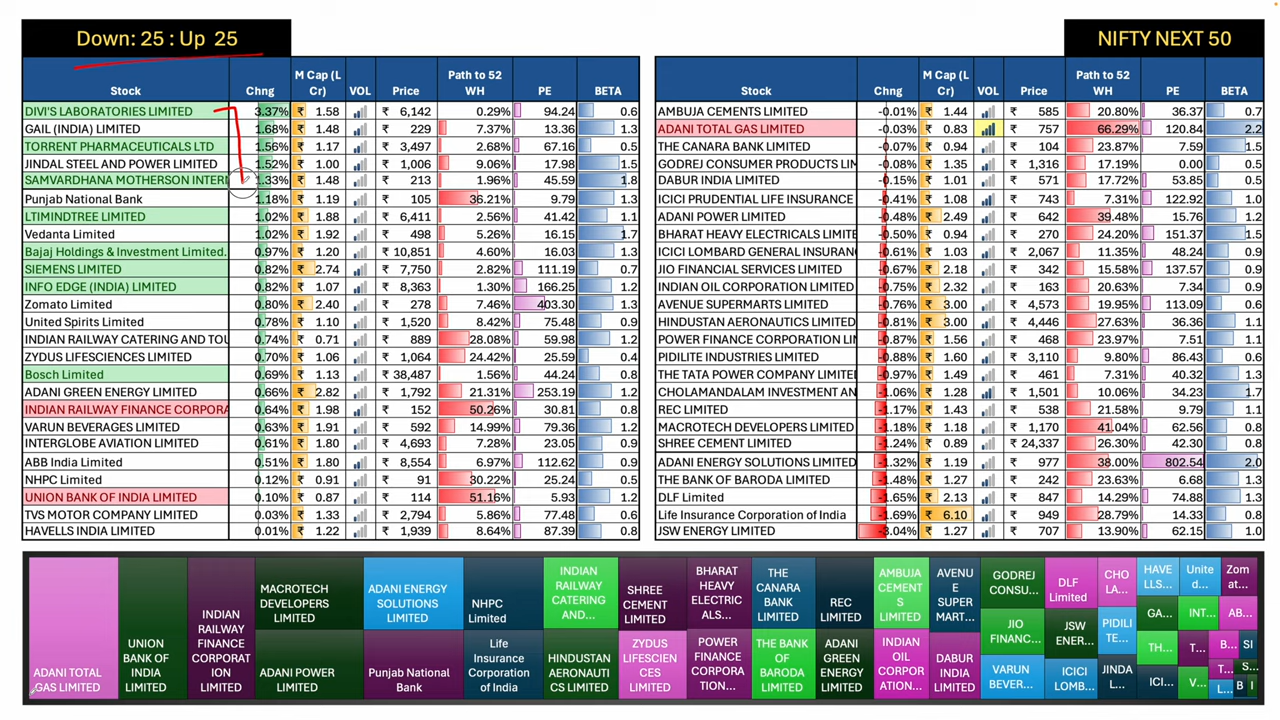 Down: 25 : Up 25
NIFTY NEXT 50
Stock Chng M Cap (L Cr) VOL Price Path to 52 WH PE BETA
DIVI'S LABORATORIES LIMITED 3.37% ₹ 1.58 ₹ 6,142 0.29% 94.24 0.6
GAIL (INDIA) LIMITED 1.68% ₹ 1.48 ₹ 229 7.37% 13.36 1.3
TORRENT PHARMACEUTICALS LTD 1.56% ₹ 1.17 ₹ 3,497 2.68% 67.16 0.5
JINDAL STEEL AND POWER LIMITED 1.52% ₹ 1.00 ₹ 1,006 9.06% 17.98 1.5
SAMVARDHANA MOTHERSON INTERN 1.33% ₹ 1.48 ₹ 213 1.96% 45.59 1.8
Punjab National Bank 1.18% ₹ 1.19 ₹ 105 36.21% 9.79 1.3
LTIMINDTREE LIMITED 1.02% ₹ 1.88 ₹ 6,411 2.56% 41.42 1.1
Vedanta Limited 1.02% ₹ 1.92 ₹ 498 5.26% 16.15 1.7
Bajaj Holdings & Investment Limited. 0.97% ₹ 1.20 ₹ 10,851 4.60% 16.03 1.3
SIEMENS LIMITED 0.82% ₹ 2.74 ₹ 7,750 2.82% 111.19 0.7
INFO EDGE (INDIA) LIMITED 0.82% ₹ 1.07 ₹ 8,363 1.30% 166.25 1.2
Zomato Limited 0.80% ₹ 2.40 ₹ 278 7.46% 403.30 1.3
United Spirits Limited 0.78% ₹ 1.10 ₹ 1,520 8.42% 75.48 0.9
INDIAN RAILWAY CATERING AND TOU 0.74% ₹ 0.71 ₹ 889 28.08% 59.98 1.2
ZYDUS LIFESCIENCES LIMITED 0.70% ₹ 1.06 ₹ 1,064 24.42% 25.59 0.4
Bosch Limited 0.69% ₹ 1.13 ₹ 38,487 1.56% 44.24 0.8
ADANI GREEN ENERGY LIMITED 0.66% ₹ 2.82 ₹ 1,792 21.31% 253.19 1.2
INDIAN RAILWAY FINANCE CORPORA 0.64% ₹ 1.98 ₹ 152 50.26% 30.81 0.8
VARUN BEVERAGES LIMITED 0.63% ₹ 1.91 ₹ 592 14.99% 79.36 1.2
INTERGLOBE AVIATION LIMITED 0.61% ₹ 1.80 ₹ 4,693 7.28% 23.05 0.9
ABB India Limited 0.51% ₹ 1.80 ₹ 8,554 6.97% 112.62 0.9
NHPC Limited 0.12% ₹ 0.91 ₹ 91 30.22% 25.24 0.5
UNION BANK OF INDIA LIMITED 0.10% ₹ 0.87 ₹ 114 51.16% 5.93 1.2
TVS MOTOR COMPANY LIMITED 0.03% ₹ 1.33 ₹ 2,794 5.86% 77.48 0.6
HAVELLS INDIA LIMITED 0.01% ₹ 1.22 ₹ 1,939 8.64% 87.39 0.8
Stock Chng M Cap (L Cr) VOL Price Path to 52 WH PE BETA
AMBUJA CEMENTS LIMITED -0.01% ₹ 1.44 ₹ 585 20.80% 36.37 0.7
ADANI TOTAL GAS LIMITED -0.03% ₹ 0.83 ₹ 757 66.29% 120.84 2.2
THE CANARA BANK LIMITED -0.07% ₹ 0.94 ₹ 104 23.87% 7.59 1.5
GODREJ CONSUMER PRODUCTS LIM -0.08% ₹ 1.35 ₹ 1,316 17.19% 0.00 0.5
DABUR INDIA LIMITED -0.15% ₹ 1.01 ₹ 571 17.72% 53.85 0.5
ICICI PRUDENTIAL LIFE INSURANCE -0.41% ₹ 1.08 ₹ 743 7.31% 122.92 1.0
ADANI POWER LIMITED -0.48% ₹ 2.49 ₹ 642 39.48% 15.76 1.2
BHARAT HEAVY ELECTRICALS LIMITE -0.50% ₹ 0.94 ₹ 270 24.20% 151.37 1.5
ICICI LOMBARD GENERAL INSURAN -0.61% ₹ 1.03 ₹ 2,067 11.35% 48.24 0.9
JIO FINANCIAL SERVICES LIMITED -0.67% ₹ 2.18 ₹ 342 15.58% 137.57 0.9
INDIAN OIL CORPORATION LIMITED -0.75% ₹ 2.32 ₹ 165 20.63% 7.34 0.9
AVENUE SUPERMARTS LIMITED -0.76% ₹ 3.00 ₹ 4,573 19.95% 113.09 0.6
HINDUSTAN AERONAUTICS LIMITED -0.81% ₹ 3.00 ₹ 4,446 27.63% 36.36 1.1
POWER FINANCE CORPORATION LIN -0.87% ₹ 1.56 ₹ 468 23.97% 7.51 1.1
PIDILITE INDUSTRIES LIMITED -0.88% ₹ 1.60 ₹ 3,110 9.80% 86.43 0.6
THE TATA POWER COMPANY LIMITED -0.97% ₹ 1.49 ₹ 461 7.31% 40.32 1.3
CHOLAMANDALAM INVESTMENT AN -1.06% ₹ 1.28 ₹ 1,501 10.06% 34.23 1.7
REC LIMITED -1.17% ₹ 1.43 ₹ 538 21.58% 9.79 1.1
MACROTECH DEVELOPERS LIMITED -1.18% ₹ 1.18 ₹ 1,170 41.04% 62.56 0.8
SHREE CEMENT LIMITED -1.24% ₹ 0.89 ₹ 24,337 26.30% 42.30 0.8
ADANI ENERGY SOLUTIONS LIMITED -1.32% ₹ 1.19 ₹ 977 38.00% 802.54 2.0
THE BANK OF BARODA LIMITED -1.48% ₹ 1.27 ₹ 242 23.63% 6.68 1.3
DLF Limited -1.65% ₹ 2.13 ₹ 847 14.29% 74.88 1.3
Life Insurance Corporation of India -1.69% ₹ 6.10 ₹ 949 28.79% 14.33 0.8
JSW ENERGY LIMITED -3.04% ₹ 1.27 ₹ 707 13.90% 62.15 1.0
ADANI TOTAL GAS LIMITED
UNION BANK OF INDIA LIMITED
INDIAN RAILWAY FINANCE CORPORAT ION LIMITED
MACROTECH DEVELOPERS LIMITED
ADANI POWER LIMITED
ADANI ENERGY SOLUTIONS LIMITED
Punjab National Bank
NHPC Limited
Life Insurance Corporation of India
INDIAN RAILWAY CATERING AND...
HINDUSTAN AERONAUTI CS LIMITED
SHREE CEMENT LIMITED
ZYDUS LIFESCIEN CES LIMITED
BHARAT HEAVY ELECTRIC ALS...
POWER FINANCE CORPORA TION...
THE CANARA BANK LIMITED
THE BANK OF BARODA LIMITED
REC LIMITED
ADANI GREEN ENERGY LIMITED
AMBUJA CEMENT S LIMITED
INDIAN OIL CORPOR ATION...
AVENU E SUPER MART...
DABUR INDIA LIMITED
GODREJ CONSU...
JIO FINANC...
VARUN BEVER...
DLF Limited
JSW ENER...
ICICI LOMB...
CHO LA...
PIDILI TE...
JINDA L...
HAVE LLS...
GA...
TH...
ICI...
Unite d...
INT...
T...
V...
Zom at...
AB...
B...
SI
T...
S...
L...
B
I